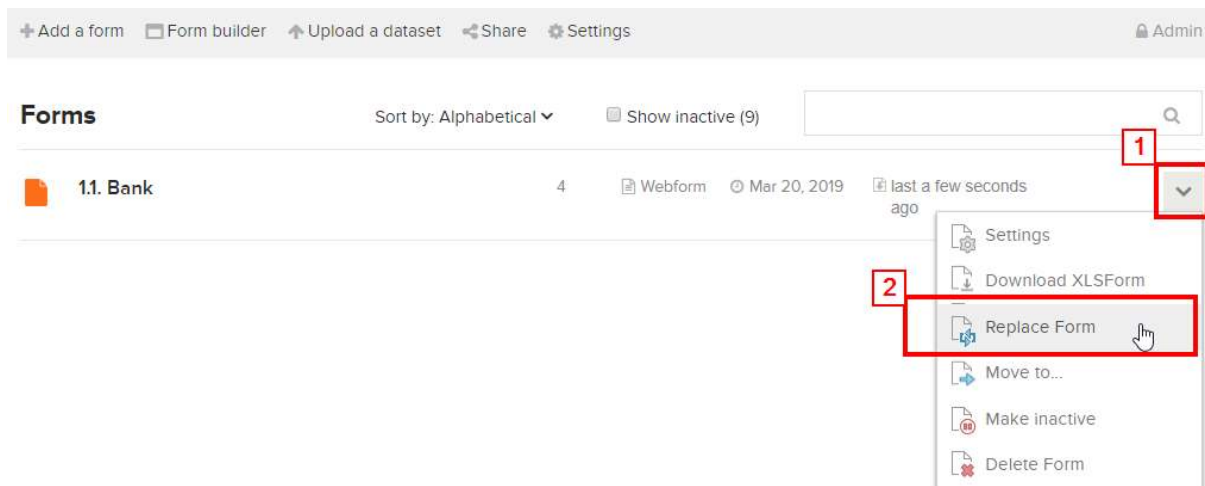 Add a form Form builder Upload a dataset Share Settings Admin
Forms Sort by: Alphabetical Show inactive (9)
1
1.1. Bank 4 Webform Mar 20, 2019 last a few seconds
ago
Settings
Download XLSForm
2
Replace Form
Move to...
Make inactive
Delete Form